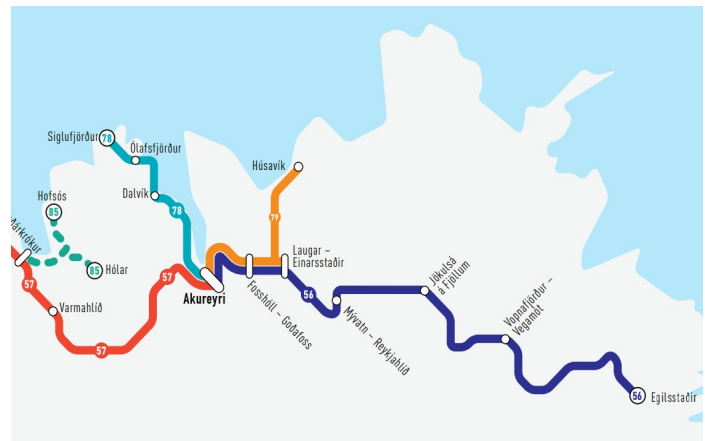 Siglufjörður
78
Ólafsfjörður
Húsavík
Dalvík
Hofsós
85
78
79
ðárkrókur
85
Hólar
Laugar –
Einarsstaðir
57
57
Akureyri
Varmahlíð
57
Fosshóll – Goðafoss
56
Mývatn – Reykjahlíð
Jökulsá
á Fjöllum
Vopnafjörður –
Vegamót
56
Egilsstaðir